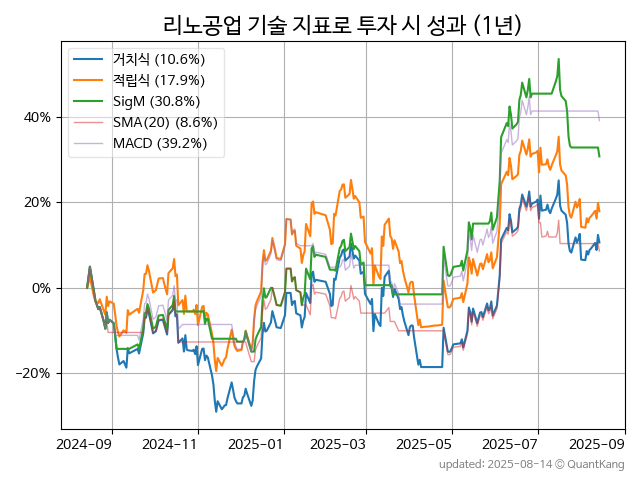 리노공업 기술 지표로 투자 시 성과 (1년)
거치식 (10.6%)
적립식 (17.9%)
SigM (30.8%)
SMA(20) (8.6%)
MACD (39.2%)
40%
20%
0%
−20%
2024-09 2024-11 2025-01 2025-03 2025-05 2025-07 2025-09
updated: 2025-08-14 © QuantKang